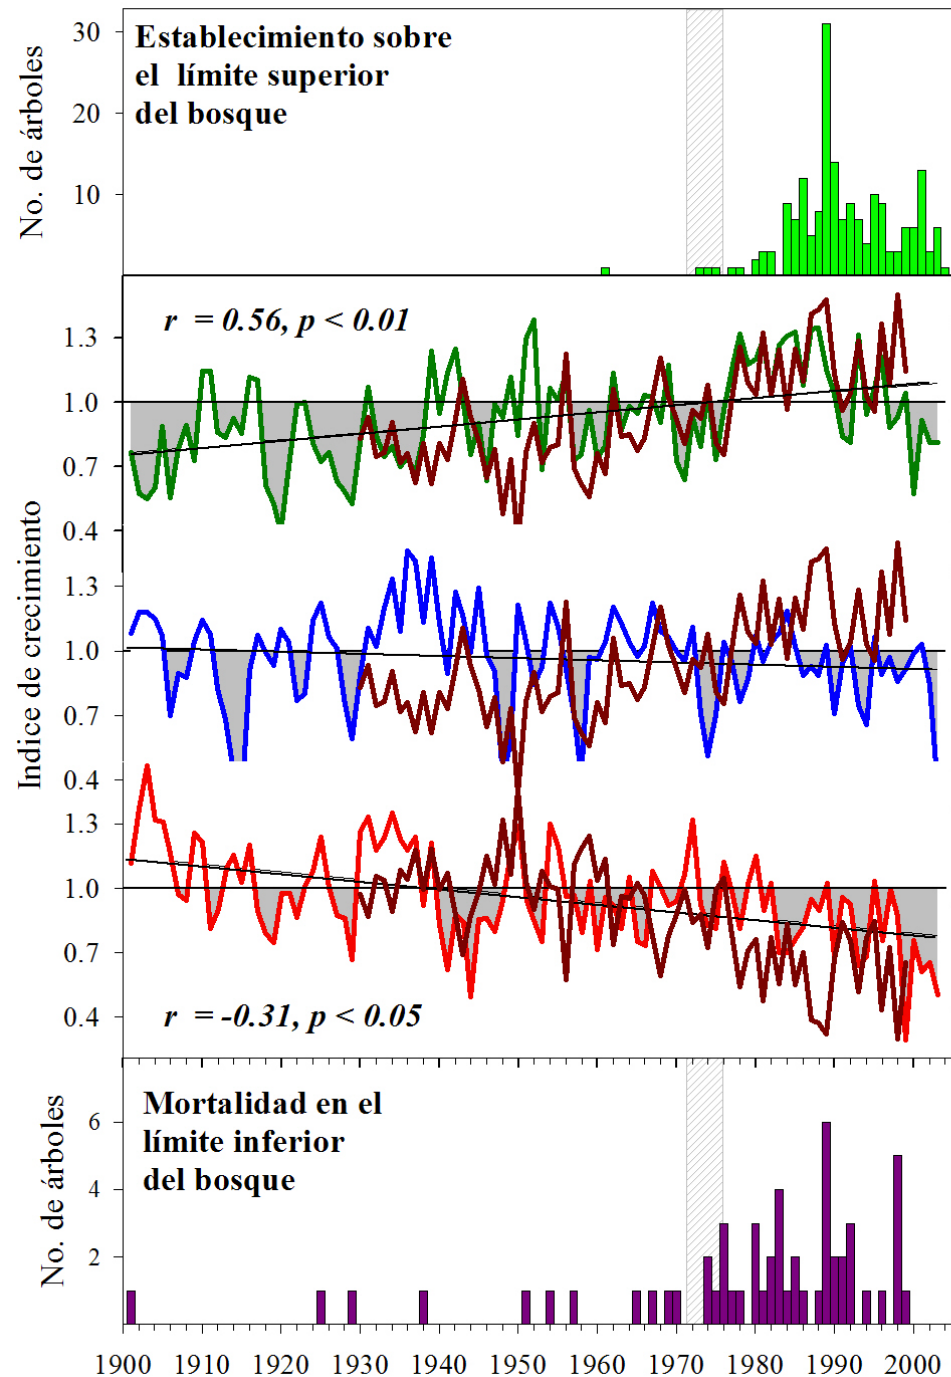 Establecimiento sobre
el límite superior
del bosque
No. de árboles
30
20
10
r = 0.56, p < 0.01
Indice de crecimiento
1.3
1.0
0.7
0.4
1.3
1.0
0.7
0.4
1.3
1.0
0.7
0.4
r = -0.31, p < 0.05
Mortalidad en el
límite inferior
del bosque
No. de árboles
6
4
2
1900 1910 1920 1930 1940 1950 1960 1970 1980 1990 2000